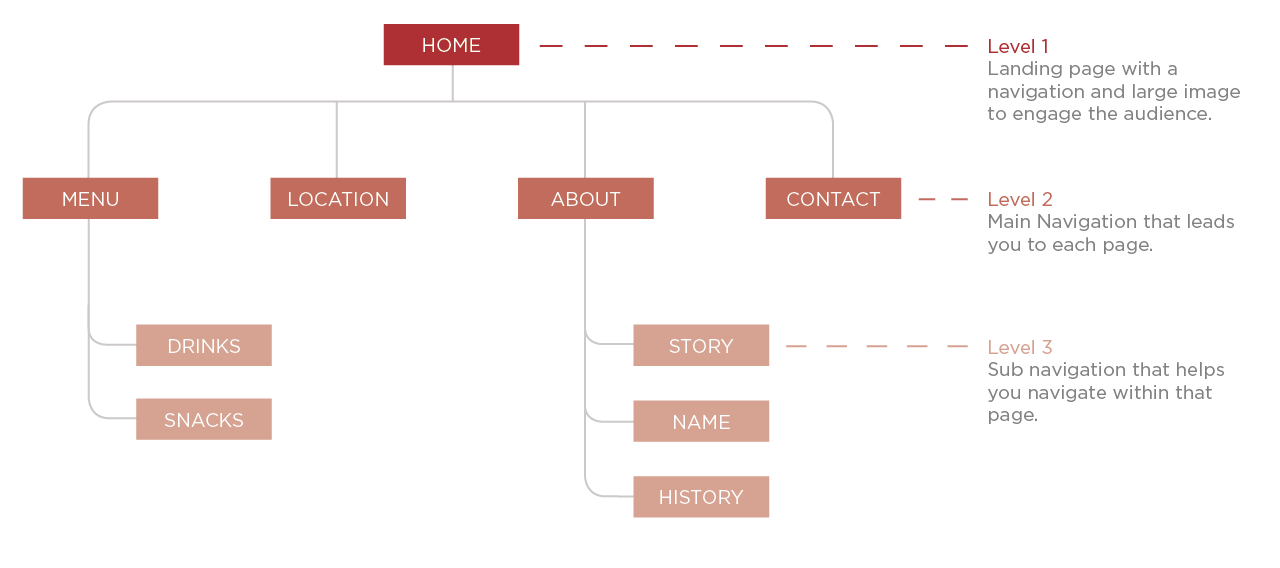 HOME
Level 1
Landing page with a
navigation and large image
to engage the audience.
MENU
LOCATION
ABOUT
CONTACT
Level 2
Main Navigation that leads
you to each page.
DRINKS
STORY
Level 3
Sub navigation that helps
you navigate within that
page.
SNACKS
NAME
HISTORY